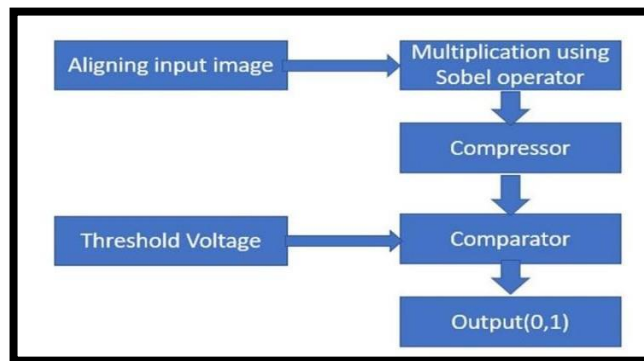 Aligning input image
Multiplication using
Sobel operator
Compressor
Threshold Voltage
Comparator
Output(0,1)